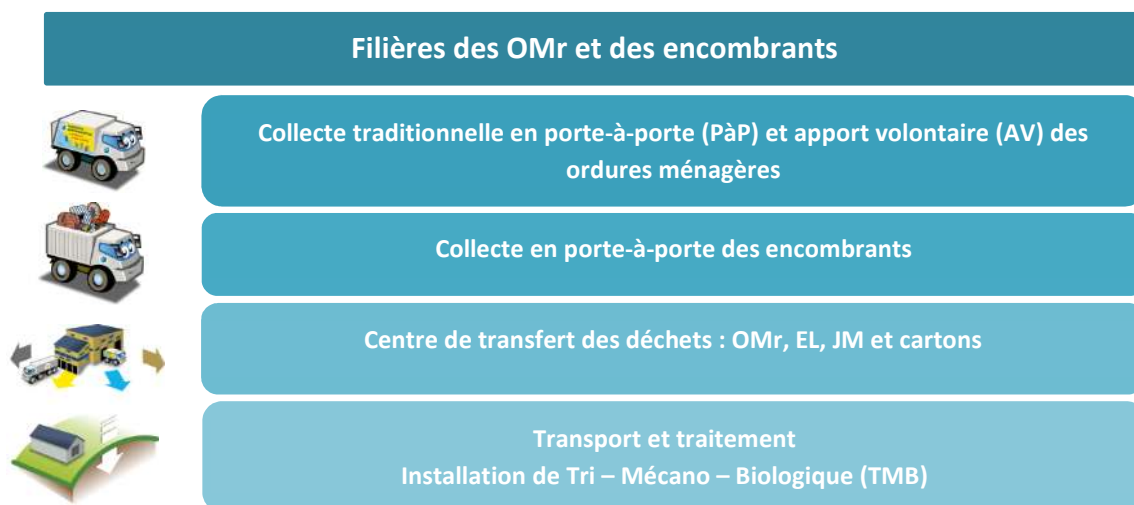 Filières des OMr et des encombrants
Collecte traditionnelle en porte-à-porte (PàP) et apport volontaire (AV) des
ordures ménagères
Collecte en porte-à-porte des encombrants
Centre de transfert des déchets : OMr, EL, JM et cartons
Transport et traitement
Installation de Tri – Mécano – Biologique (TMB)